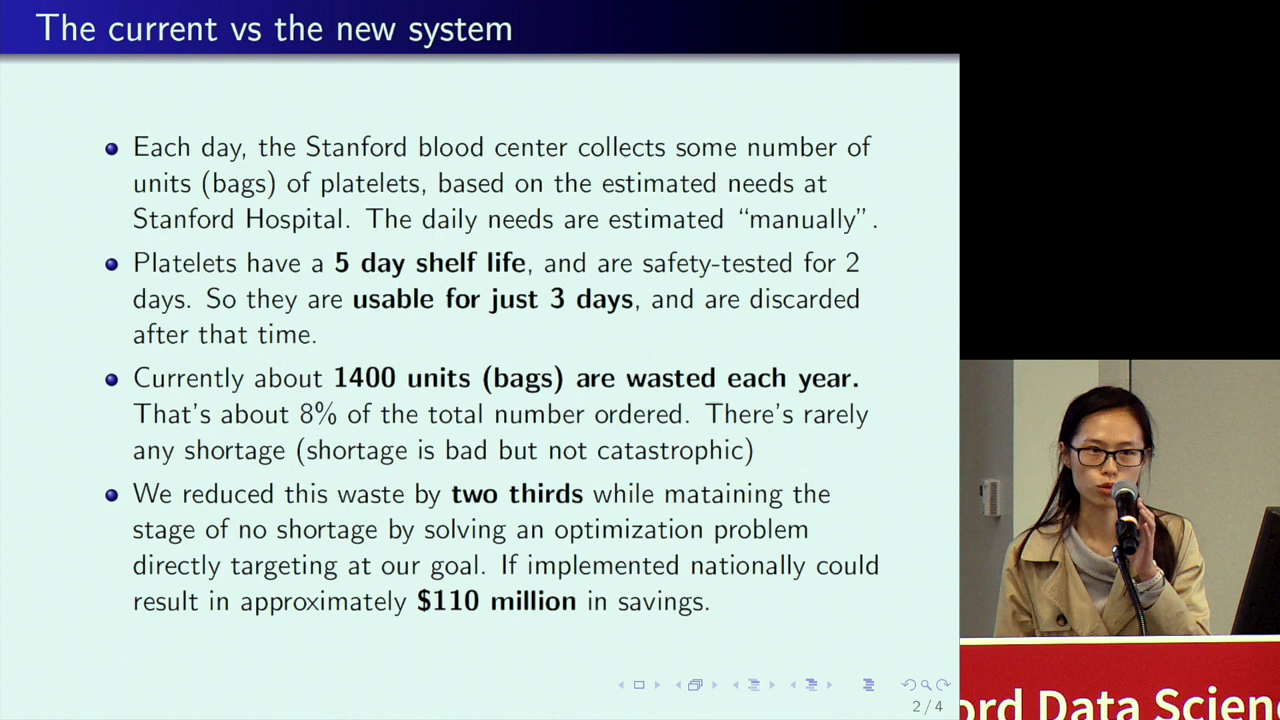 The current vs the new system
Each day, the Stanford blood center collects some number of
units (bags) of platelets, based on the estimated needs at
Stanford Hospital. The daily needs are estimated “manually”.
Platelets have a 5 day shelf life, and are safety-tested for 2
days. So they are usable for just 3 days, and are discarded
after that time.
Currently about 1400 units (bags) are wasted each year.
That's about 8% of the total number ordered. There's rarely
any shortage (shortage is bad but not catastrophic)
We reduced this waste by two thirds while mataining the
stage of no shortage by solving an optimization problem
directly targeting at our goal. If implemented nationally could
result in approximately $110 million in savings.
2 / 4
ord Data Scien